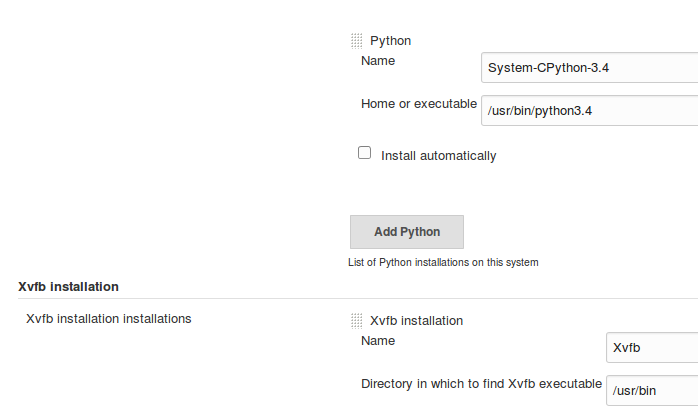 Python
Name
System-CPython-3.4
Home or executable
/usr/bin/python3.4
Install automatically
Add Python
List of Python installations on this system
Xvfb installation
Xvfb installation installations
Xvfb installation
Name
Xvfb
Directory in which to find Xvfb executable
/usr/bin